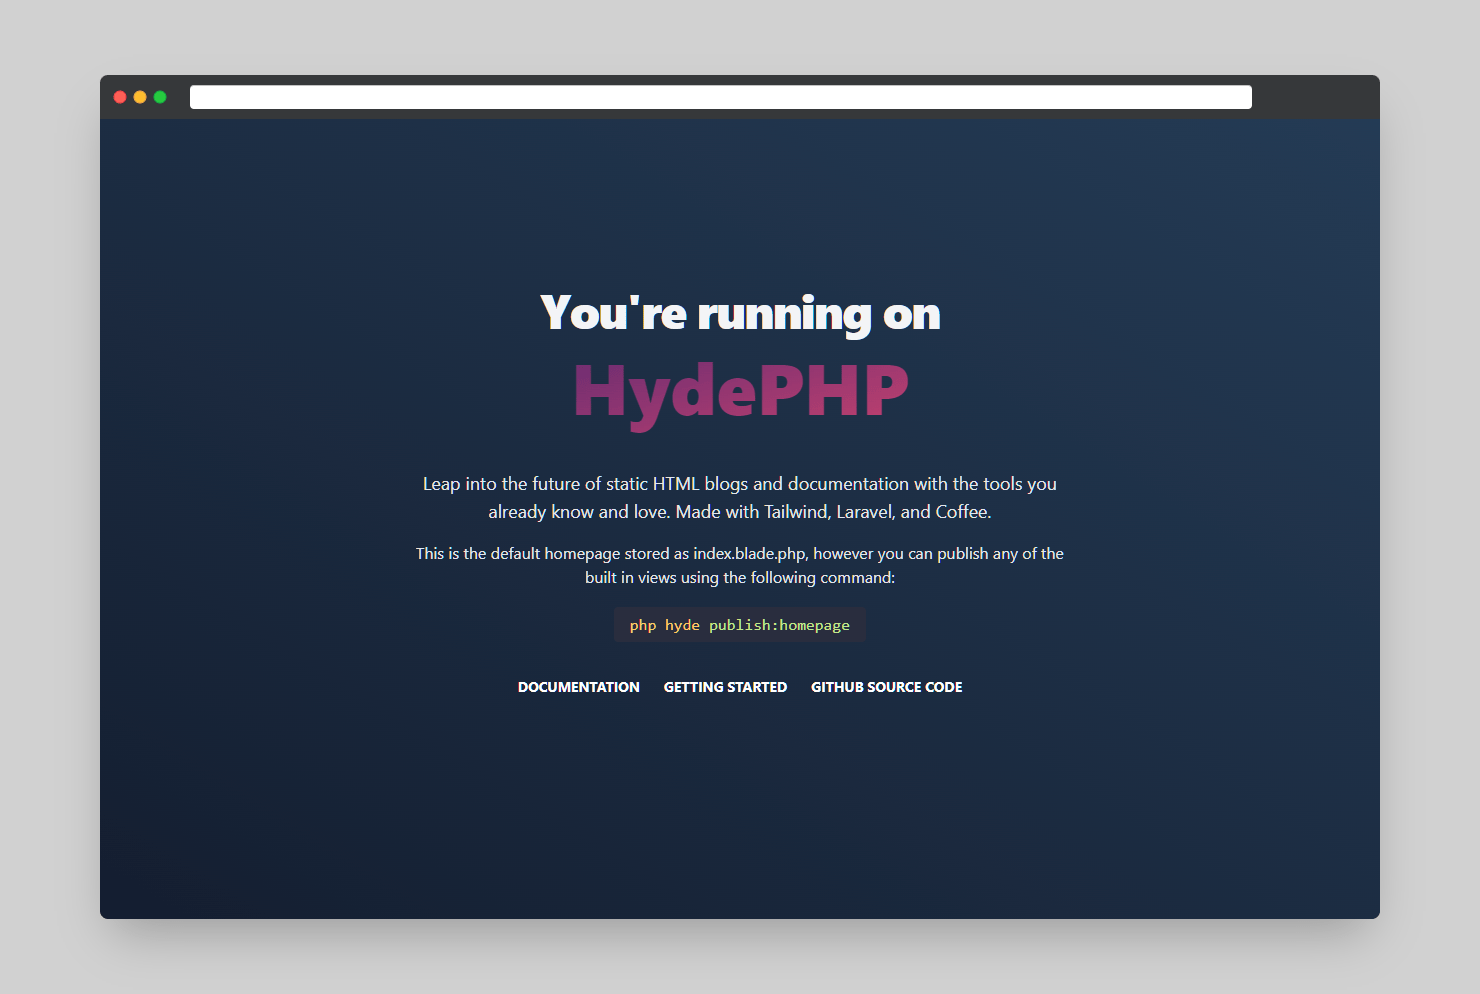 You're running on
HydePHP
Leap into the future of static HTML blogs and documentation with the tools you
already know and love. Made with Tailwind, Laravel, and Coffee.
This is the default homepage stored as index.blade.php, however you can publish any of the
built in views using the following command:
php hyde publish:homepage
DOCUMENTATION GETTING STARTED GITHUB SOURCE CODE